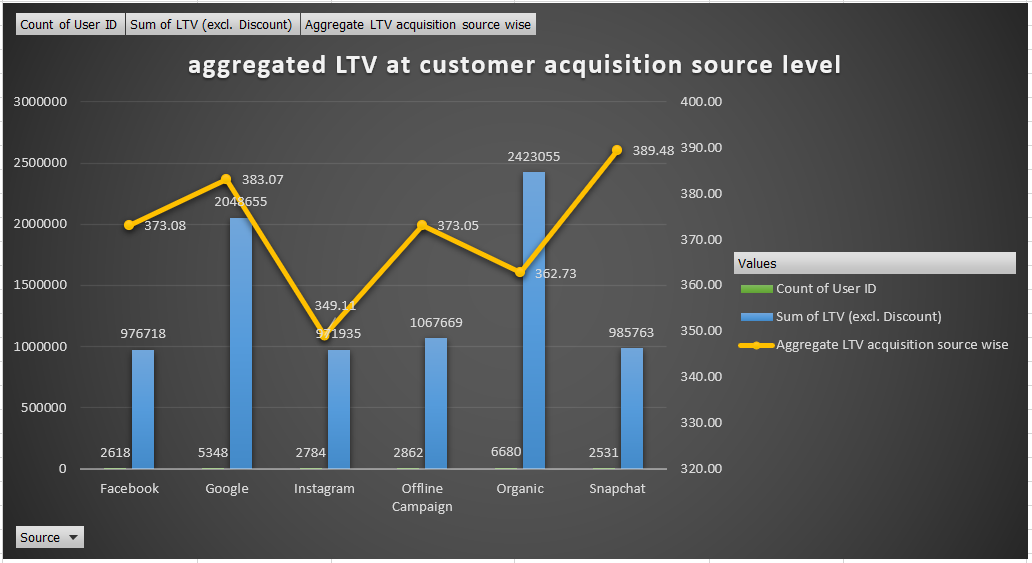 Count of User ID Sum of LTV (excl. Discount) Aggregate LTV acquisition source wise
aggregated LTV at customer acquisition source level
3000000
2500000
2000000
1500000
1000000
500000
0
400.00
390.00
380.00
370.00
360.00
350.00
340.00
330.00
320.00
373.08
383.07
349.11
373.05
362.73
389.48
976718
2048655
971935
1067669
2423055
985763
2618
5348
2784
2862
6680
2531
Facebook
Google
Instagram
Offline
Campaign
Organic
Snapchat
Values
Count of User ID
Sum of LTV (excl. Discount)
Aggregate LTV acquisition source wise
Source